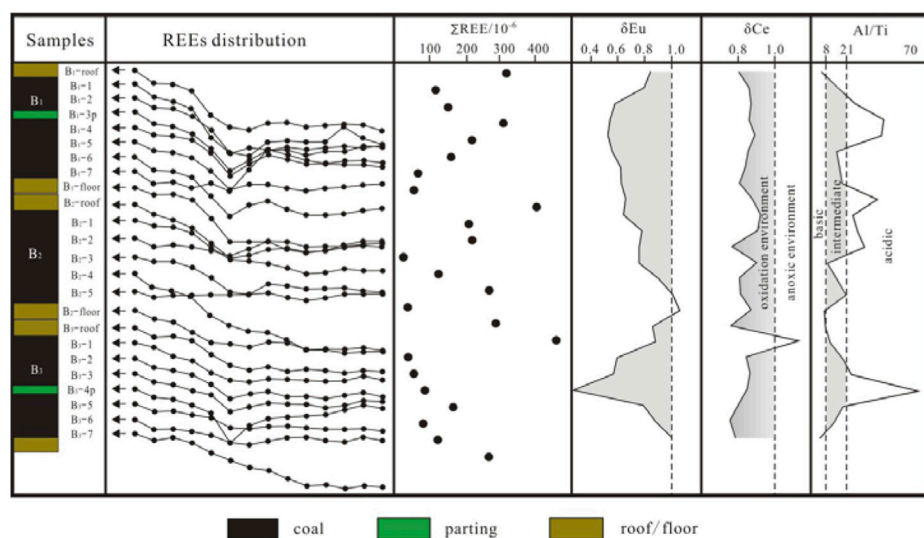 Samples
REEs distribution
ΣREE/10⁻⁶
100 200 300 400
δEu
0.4 0.6 0.8 1.0
δCe
0.8 1.0
Al/Ti
8 21 70
B₁
B₂
B₃
B₁-roof
B₁-1
B₁-2
B₁-3p
B₁-4
B₁-5
B₁-6
B₁-7
B₁-floor
B₂-roof
B₂-1
B₂-2
B₂-3
B₂-4
B₂-5
B₂-floor
B₃-roof
B₃-1
B₃-2
B₃-3
B₃-4p
B₃-5
B₃-6
B₃-7
oxidation environment
anoxic environment
basic
intermediate
acidic
coal
parting
roof/floor